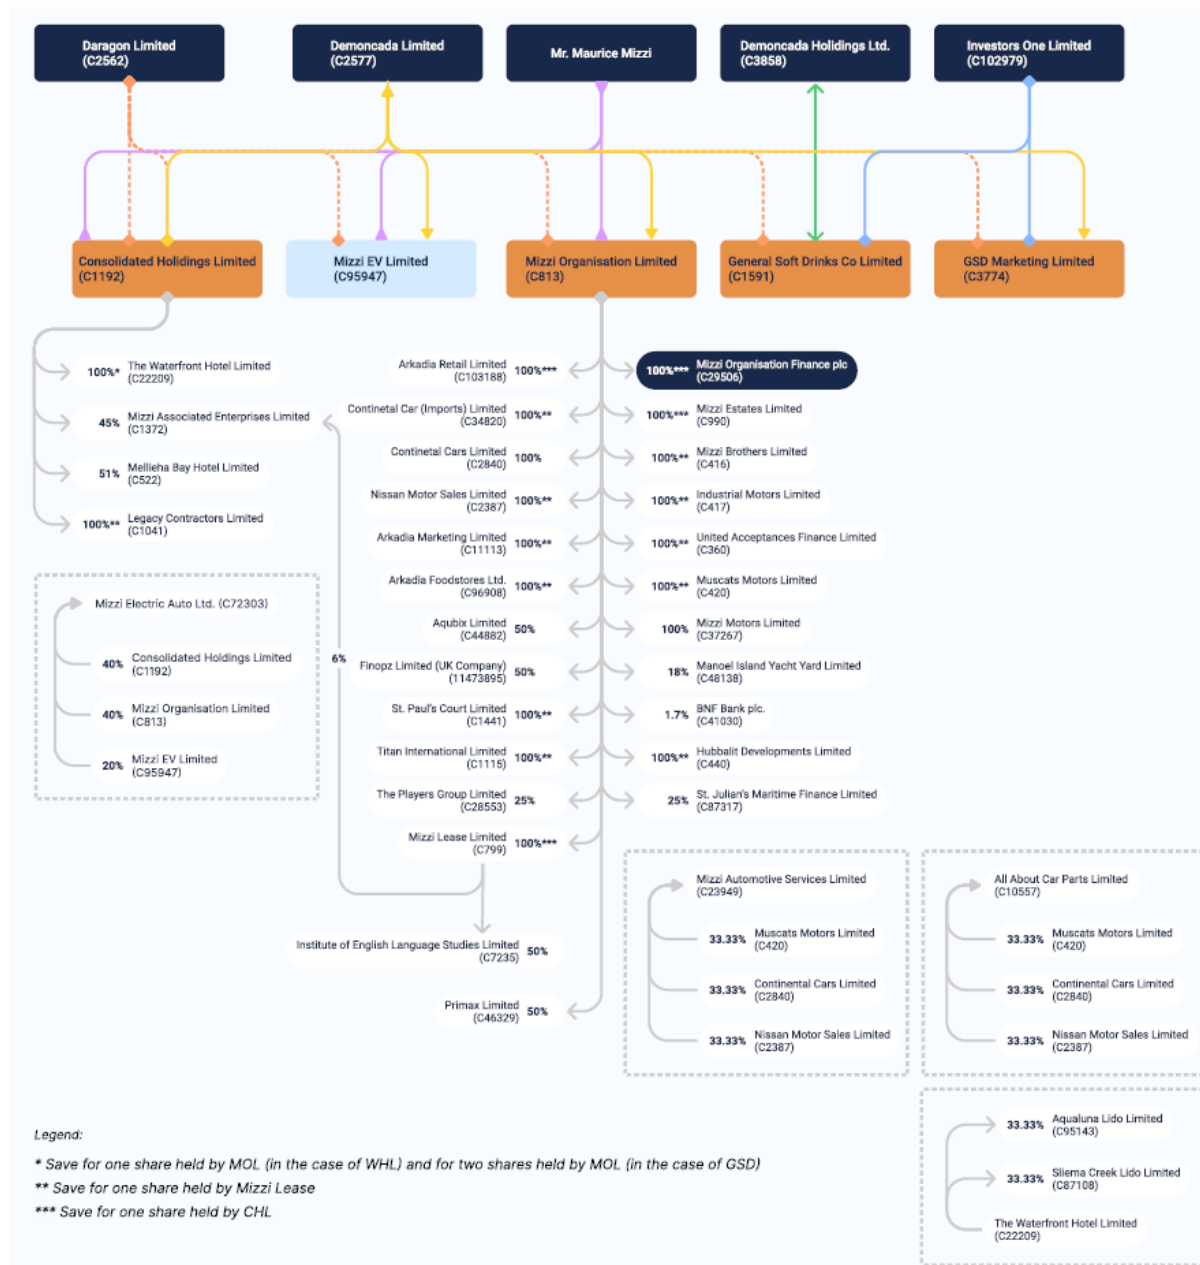 Daragon Limited
(C2562)
Demoncada Limited
(C2577)
Mr. Maurice Mizzi
Demoncada Holidings Ltd.
(C3858)
Investors One Limited
(C102979)
Consolidated Holidings Limited
(C1192)
Mizzi EV Limited
(C95947)
Mizzi Organisation Limited
(C813)
General Soft Drinks Co Limited
(C1591)
GSD Marketing Limited
(C3774)
100%* The Waterfront Hotel Limited
(C22209)
45% Mizzi Associated Enterprises Limited
(C1372)
51% Mellieha Bay Hotel Limited
(C522)
100%** Legacy Contractors Limited
(C1041)
Mizzi Electric Auto Ltd. (C72303)
40% Consolidated Holdings Limited
(C1192)
40% Mizzi Organisation Limited
(C813)
20% Mizzi EV Limited
(C95947)
6%
Arkadia Retail Limited 100%***
(C103188)
Continetal Car (Imports) Limited 100%**
(C34820)
Continetal Cars Limited 100%
(C2840)
Nissan Motor Sales Limited 100%**
(C2387)
Arkadia Marketing Limited 100%**
(C11113)
Arkadia Foodstores Ltd. 100%**
(C96908)
Aqubix Limited 50%
(C44882)
Finopz Limited (UK Company) 50%
(11473895)
St. Paul's Court Limited 100%**
(C1441)
Titan International Limited 100%**
(C1115)
The Players Group Limited 25%
(C28553)
Mizzi Lease Limited 100%***
(C799)
Institute of English Language Studies Limited 50%
(C7235)
Primax Limited 50%
(C46329)
100%*** Mizzi Organisation Finance plc
(C29506)
100%*** Mizzi Estates Limited
(C990)
100%** Mizzi Brothers Limited
(C416)
100%** Industrial Motors Limited
(C417)
100%** United Acceptances Finance Limited
(C360)
100%** Muscats Motors Limited
(C420)
100% Mizzi Motors Limited
(C37267)
18% Manoel Island Yacht Yard Limited
(C48138)
1.7% BNF Bank plc.
(C41030)
100%** Hubbalit Developments Limited
(C440)
25% St. Julian's Maritime Finance Limited
(C87317)
Mizzi Automotive Services Limited
(C23949)
33.33% Muscats Motors Limited
(C420)
33.33% Continental Cars Limited
(C2840)
33.33% Nissan Motor Sales Limited
(C2387)
All About Car Parts Limited
(C10557)
33.33% Muscats Motors Limited
(C420)
33.33% Continental Cars Limited
(C2840)
33.33% Nissan Motor Sales Limited
(C2387)
33.33% Aqualuna Lido Limited
(C95143)
33.33% Sliema Creek Lido Limited
(C87108)
The Waterfront Hotel Limited
(C22209)
Legend:
* Save for one share held by MOL (in the case of WHL) and for two shares held by MOL (in the case of GSD)
** Save for one share held by Mizzi Lease
*** Save for one share held by CHL